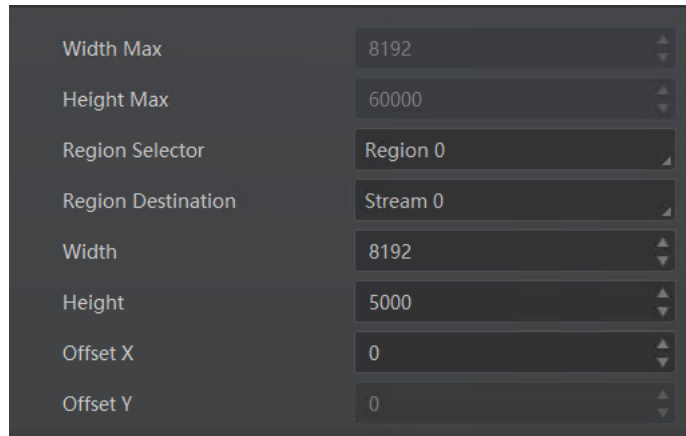 Width Max 8192
Height Max 60000
Region Selector Region 0
Region Destination Stream 0
Width 8192
Height 5000
Offset X 0
Offset Y 0